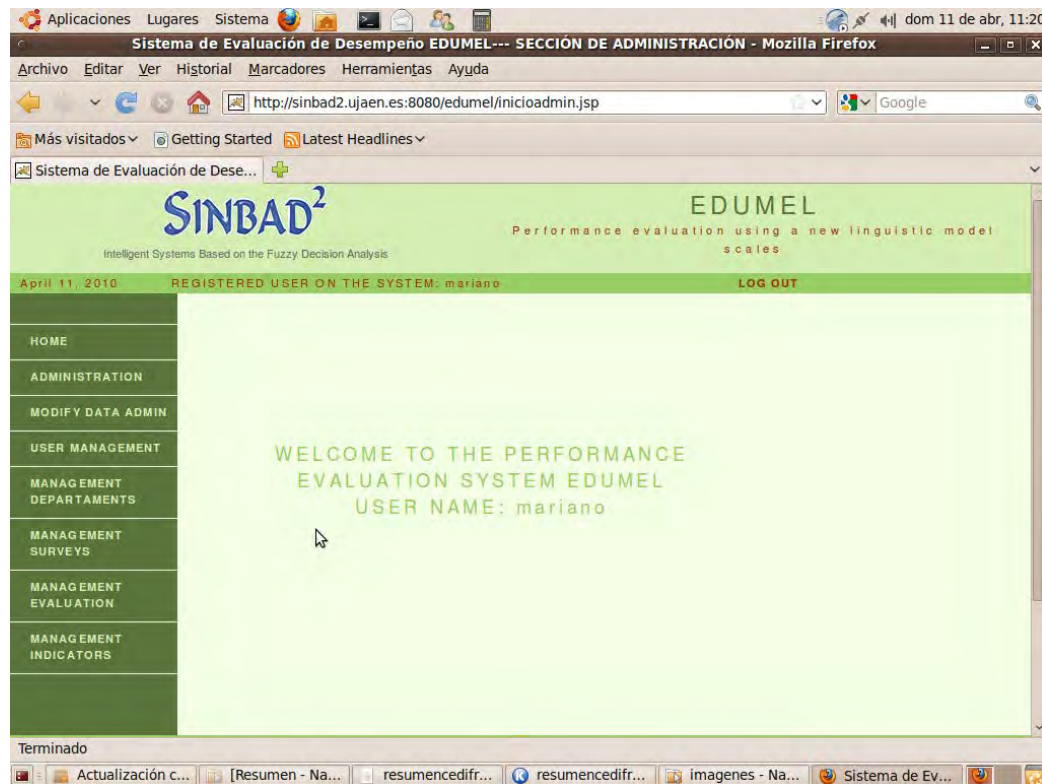 Aplicaciones Lugares Sistema dom 11 de abr, 11:20
Sistema de Evaluación de Desempeño EDUMEL--- SECCIÓN DE ADMINISTRACIÓN - Mozilla Firefox
Archivo Editar Ver Historial Marcadores Herramientas Ayuda
http://sinbad2.ujaen.es:8080/edumel/inicioadmin.jsp Google
Más visitados Getting Started Latest Headlines
Sistema de Evaluación de Dese...
SINBAD2
Intelligent Systems Based on the Fuzzy Decision Analysis
EDUMEL
Performance evaluation using a new linguistic model
scales
April 11, 2010 REGISTERED USER ON THE SYSTEM: mariano LOG OUT
HOME
ADMINISTRATION
MODIFY DATA ADMIN
USER MANAGEMENT
MANAGEMENT
DEPARTAMENTS
MANAGEMENT
SURVEYS
MANAGEMENT
EVALUATION
MANAGEMENT
INDICATORS
WELCOME TO THE PERFORMANCE
EVALUATION SYSTEM EDUMEL
USER NAME: mariano
Terminado
Actualización c... [Resumen - Na... resumencedifr... resumencedifr... imagenes - Na... Sistema de Ev...